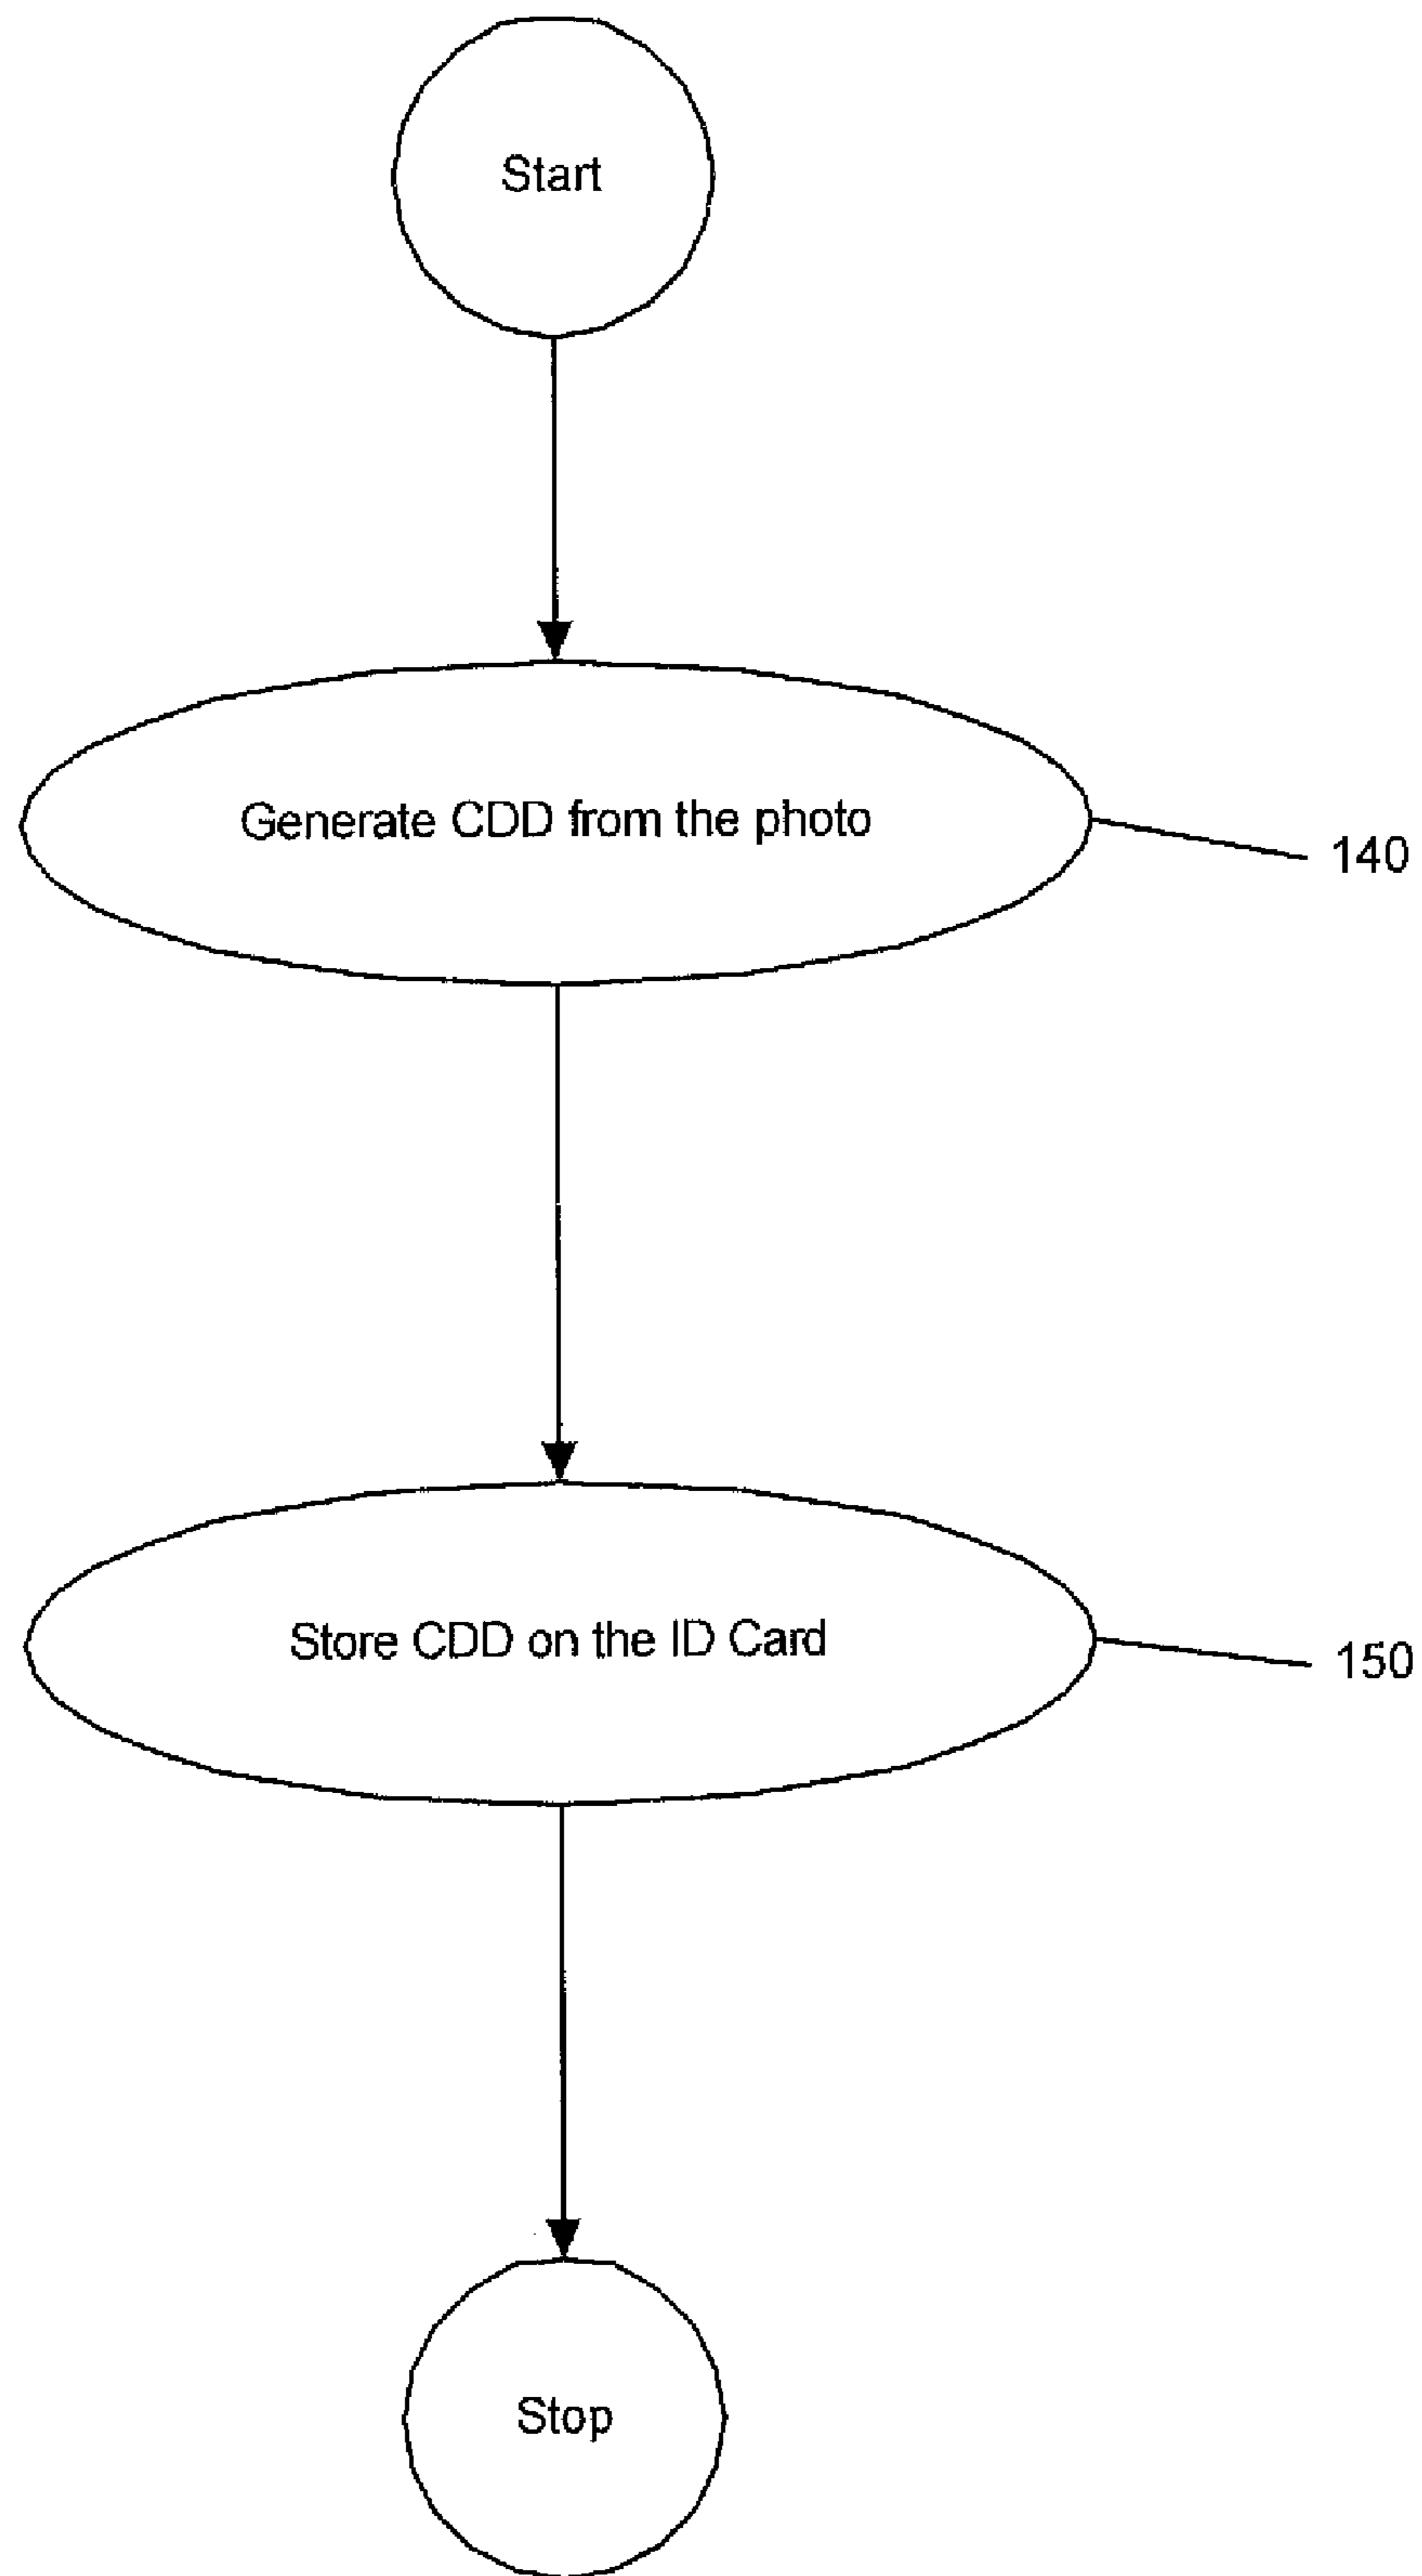 Start
Generate CDD from the photo
140
Store CDD on the ID Card
150
Stop